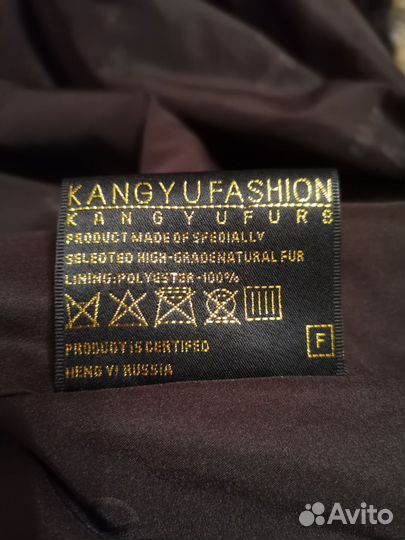 KANGYUFASHION
KANGYUFURS
PRODUCT MADE OF SPECIALLY
SELECTED HIGH-GRADENATURAL FUR
LINING:POLYESTER-100%
PRODUCT IS CERTIFED
HENG YI RUSSIA
F
Avito